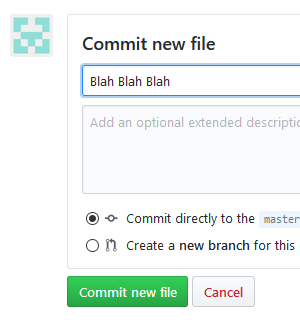 Commit new file
Blah Blah Blah
Add an optional extended
Commit directly to the master
Create a new branch for this
Commit new file
Cancel